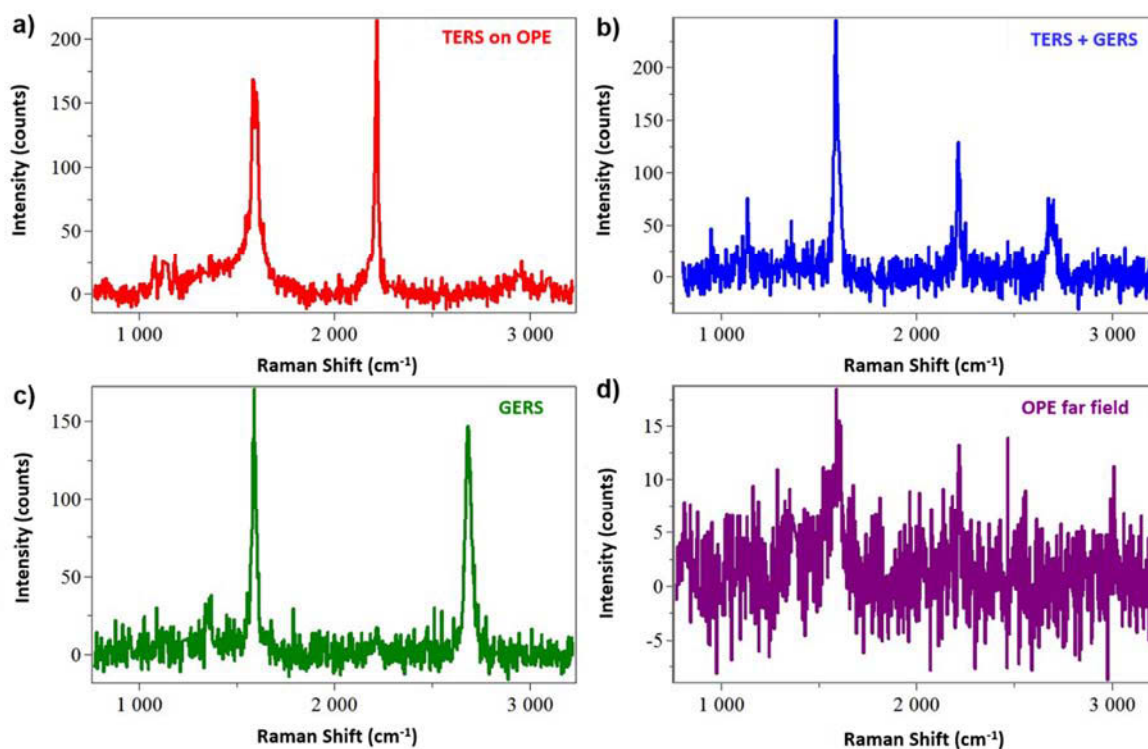 a)
TERS on OPE
200
150
100
50
0
Intensity (counts)
1 000
2 000
3 000
Raman Shift (cm⁻¹)
b)
TERS + GERS
200
150
100
50
0
Intensity (counts)
1 000
2 000
3 000
Raman Shift (cm⁻¹)
c)
GERS
150
100
50
0
Intensity (counts)
1 000
2 000
3 000
Raman Shift (cm⁻¹)
d)
OPE far field
15
10
5
0
-5
Intensity (counts)
1 000
2 000
3 000
Raman Shift (cm⁻¹)